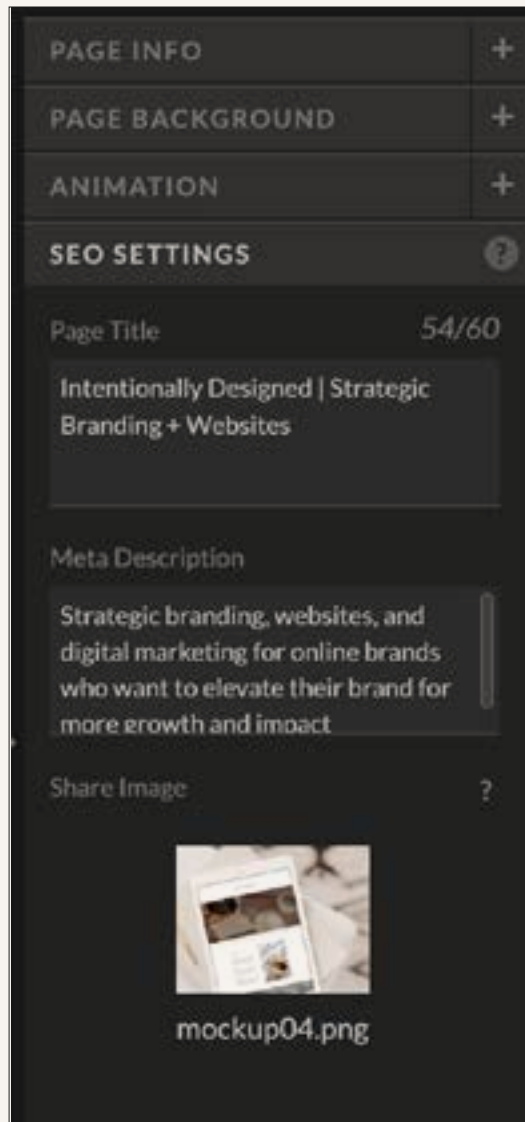 PAGE INFO +
PAGE BACKGROUND +
ANIMATION +
SEO SETTINGS ?
Page Title 54/60
Intentionally Designed | Strategic
Branding + Websites
Meta Description
Strategic branding, websites, and
digital marketing for online brands
who want to elevate their brand for
more growth and impact
Share Image ?
mockup04.png